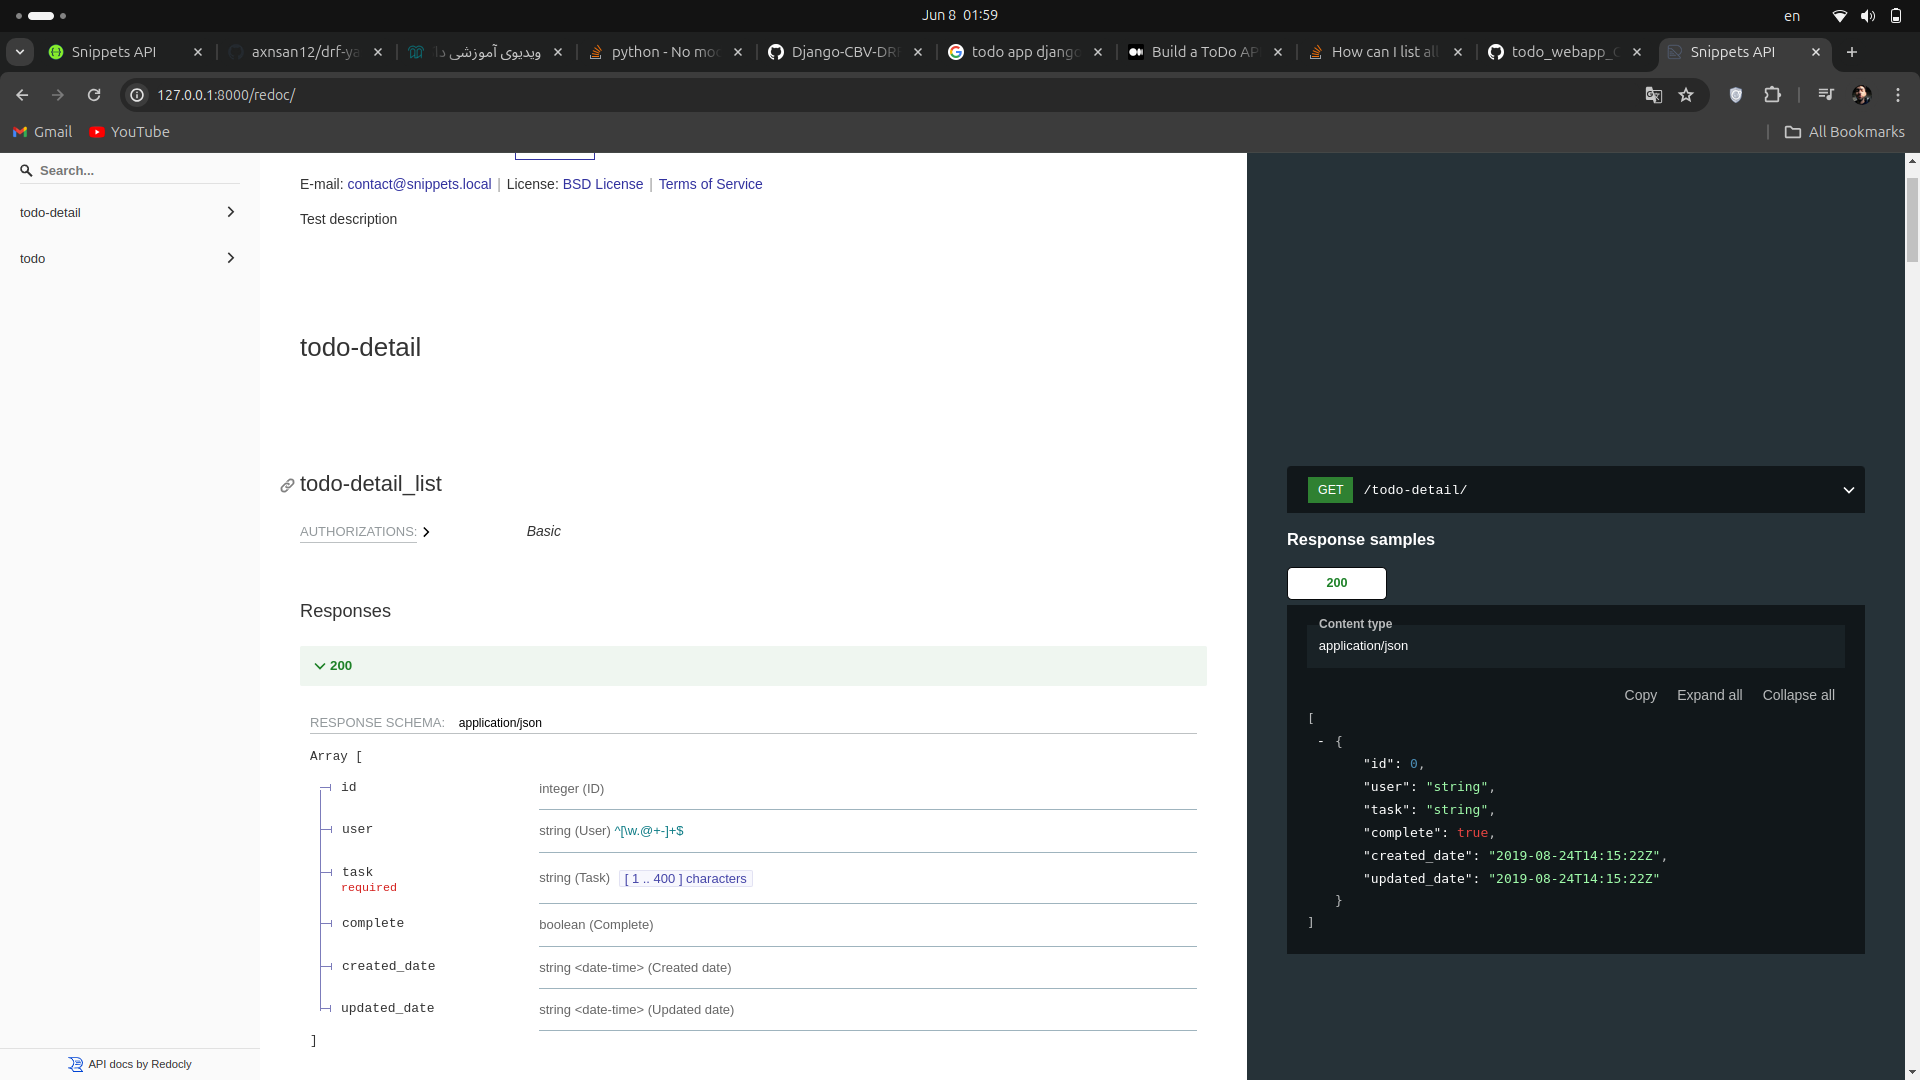 Jun 8 01:59
en
Snippets API
axnsan12/drf-ya
ویدیوی آموزشی دا
python - No mod
Django-CBV-DRF
todo app django
Build a ToDo API
How can I list all
todo_webapp_C
Snippets API
127.0.0.1:8000/redoc/
Gmail
YouTube
All Bookmarks
Search...
todo-detail
todo
API docs by Redocly
E-mail: contact@snippets.local | License: BSD License | Terms of Service
Test description
todo-detail
todo-detail_list
AUTHORIZATIONS: Basic
Responses
200
RESPONSE SCHEMA: application/json
Array [
id integer (ID)
user string (User) ^[\w.@+-]+$
task string (Task) [ 1 .. 400 ] characters
required
complete boolean (Complete)
created_date string <date-time> (Created date)
updated_date string <date-time> (Updated date)
]
GET /todo-detail/
Response samples
200
Content type
application/json
Copy Expand all Collapse all
[
- {
"id": 0,
"user": "string",
"task": "string",
"complete": true,
"created_date": "2019-08-24T14:15:22Z",
"updated_date": "2019-08-24T14:15:22Z"
}
]